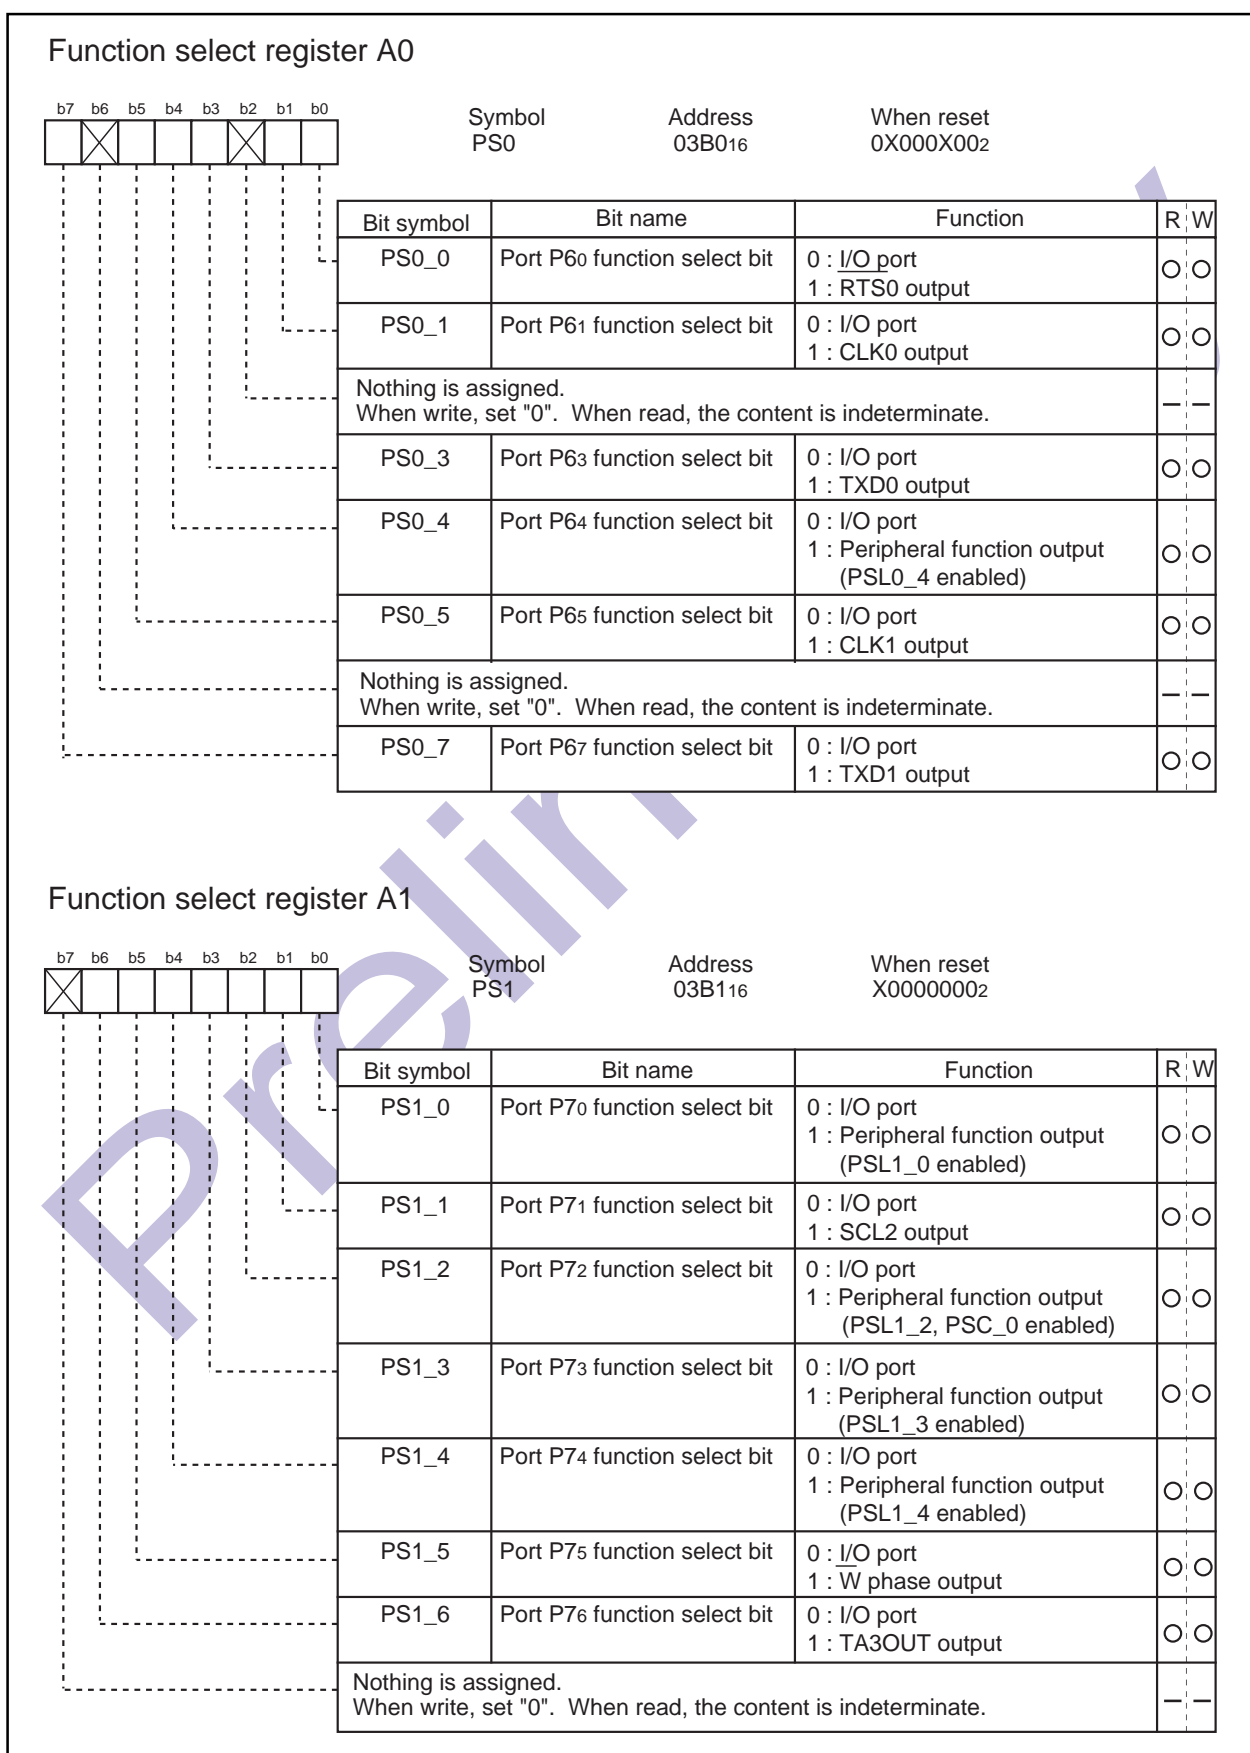 Function select register A0
b7 b6 b5 b4 b3 b2 b1 b0
Symbol Address When reset
PS0 03B016 0X000X002
Bit symbol Bit name Function R W
PS0_0 Port P60 function select bit 0 : I/O port
1 : RTS0 output
PS0_1 Port P61 function select bit 0 : I/O port
1 : CLK0 output
Nothing is assigned.
When write, set "0". When read, the content is indeterminate.
PS0_3 Port P63 function select bit 0 : I/O port
1 : TXD0 output
PS0_4 Port P64 function select bit 0 : I/O port
1 : Peripheral function output
(PSL0_4 enabled)
PS0_5 Port P65 function select bit 0 : I/O port
1 : CLK1 output
Nothing is assigned.
When write, set "0". When read, the content is indeterminate.
PS0_7 Port P67 function select bit 0 : I/O port
1 : TXD1 output
Function select register A1
b7 b6 b5 b4 b3 b2 b1 b0
Symbol Address When reset
PS1 03B116 X00000002
Bit symbol Bit name Function R W
PS1_0 Port P70 function select bit 0 : I/O port
1 : Peripheral function output
(PSL1_0 enabled)
PS1_1 Port P71 function select bit 0 : I/O port
1 : SCL2 output
PS1_2 Port P72 function select bit 0 : I/O port
1 : Peripheral function output
(PSL1_2, PSC_0 enabled)
PS1_3 Port P73 function select bit 0 : I/O port
1 : Peripheral function output
(PSL1_3 enabled)
PS1_4 Port P74 function select bit 0 : I/O port
1 : Peripheral function output
(PSL1_4 enabled)
PS1_5 Port P75 function select bit 0 : I/O port
1 : W̅ phase output
PS1_6 Port P76 function select bit 0 : I/O port
1 : TA3OUT output
Nothing is assigned.
When write, set "0". When read, the content is indeterminate.